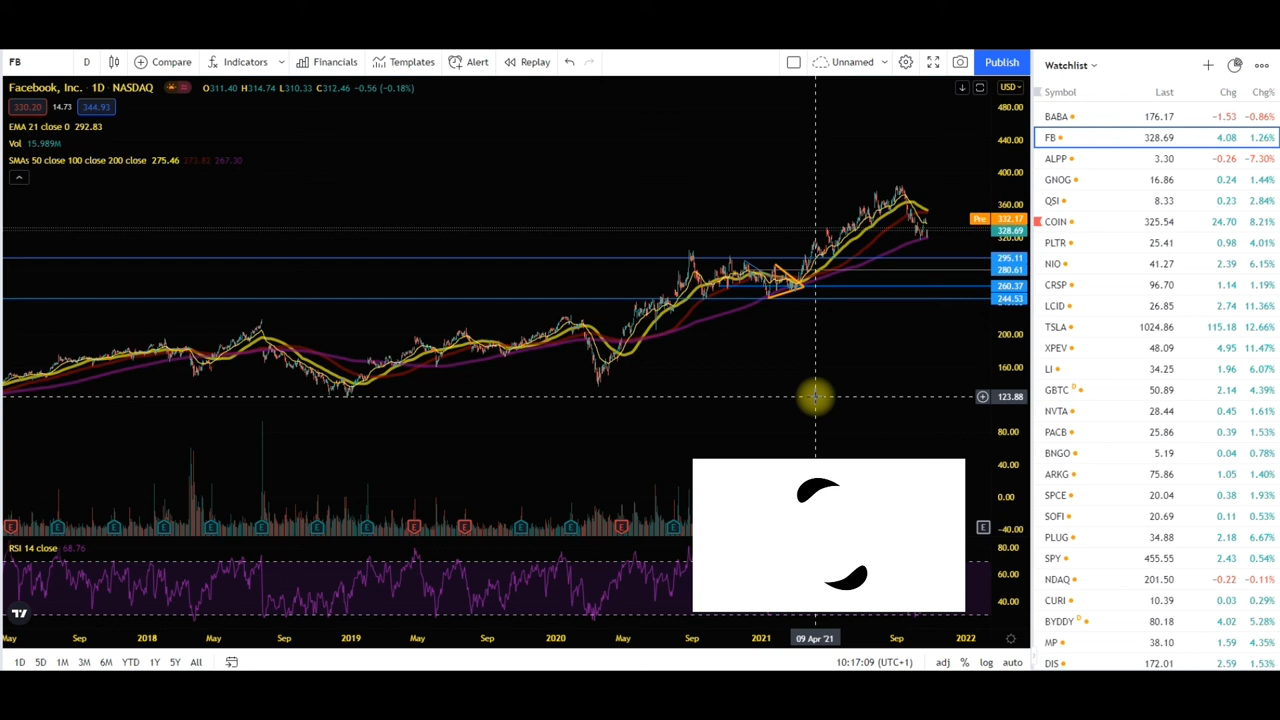 FB D Compare Indicators Financials Templates Alert Replay Unnamed Publish
Facebook, Inc. · 1D · NASDAQ O311.40 H314.74 L310.33 C312.46 −0.56 (−0.18%)
330.20 14.73 344.93
EMA 21 close 0 292.83
Vol 15.989M
SMAs 50 close 100 close 200 close 275.46 273.82 267.30
USD
480.00
440.00
400.00
360.00
Pre 332.17
328.69
320.00
295.11
280.61
260.37
244.53
200.00
160.00
123.88
80.00
40.00
0.00
−40.00
E E E E E E E E E E E E E E E
RSI 14 close 68.76
80.00
60.00
40.00
May Sep 2018 May Sep 2019 May Sep 2020 May Sep 2021 09 Apr '21 Sep 2022
1D 5D 1M 3M 6M YTD 1Y 5Y All 10:17:09 (UTC+1) adj % log auto
Watchlist
Symbol Last Chg Chg%
BABA 176.17 −1.53 −0.86%
FB 328.69 4.08 1.26%
ALPP 3.30 −0.26 −7.30%
GNOG 16.86 0.24 1.44%
QSI 8.33 0.23 2.84%
COIN 325.54 24.70 8.21%
PLTR 25.41 0.98 4.01%
NIO 41.27 2.39 6.15%
CRSP 96.70 1.14 1.19%
LCID 26.85 2.74 11.36%
TSLA 1024.86 115.18 12.66%
XPEV 48.09 4.95 11.47%
LI 34.25 1.96 6.07%
GBTC D 50.89 2.14 4.39%
NVTA 28.44 0.45 1.61%
PACB 25.86 0.39 1.53%
BNGO 5.19 0.04 0.78%
ARKG 75.86 1.05 1.40%
SPCE 20.04 0.38 1.93%
SOFI 20.69 0.11 0.53%
PLUG 34.88 2.18 6.67%
SPY 455.55 2.43 0.54%
NDAQ 201.50 −0.22 −0.11%
CURI 10.39 0.03 0.29%
BYDDY D 80.18 4.02 5.28%
MP 38.10 1.59 4.35%
DIS 172.01 2.59 1.53%